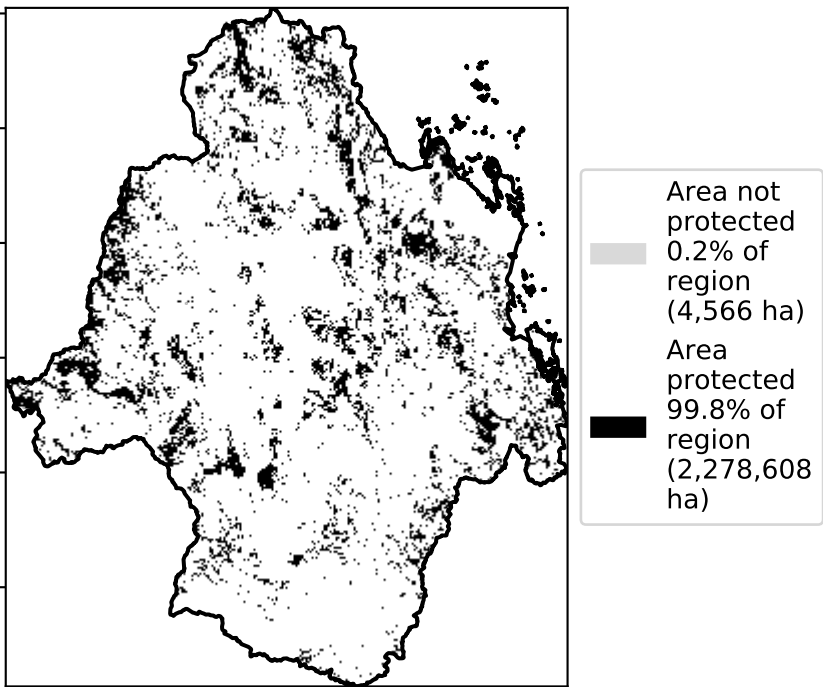 Area not
protected
0.2% of
region
(4,566 ha)
Area
protected
99.8% of
region
(2,278,608
ha)